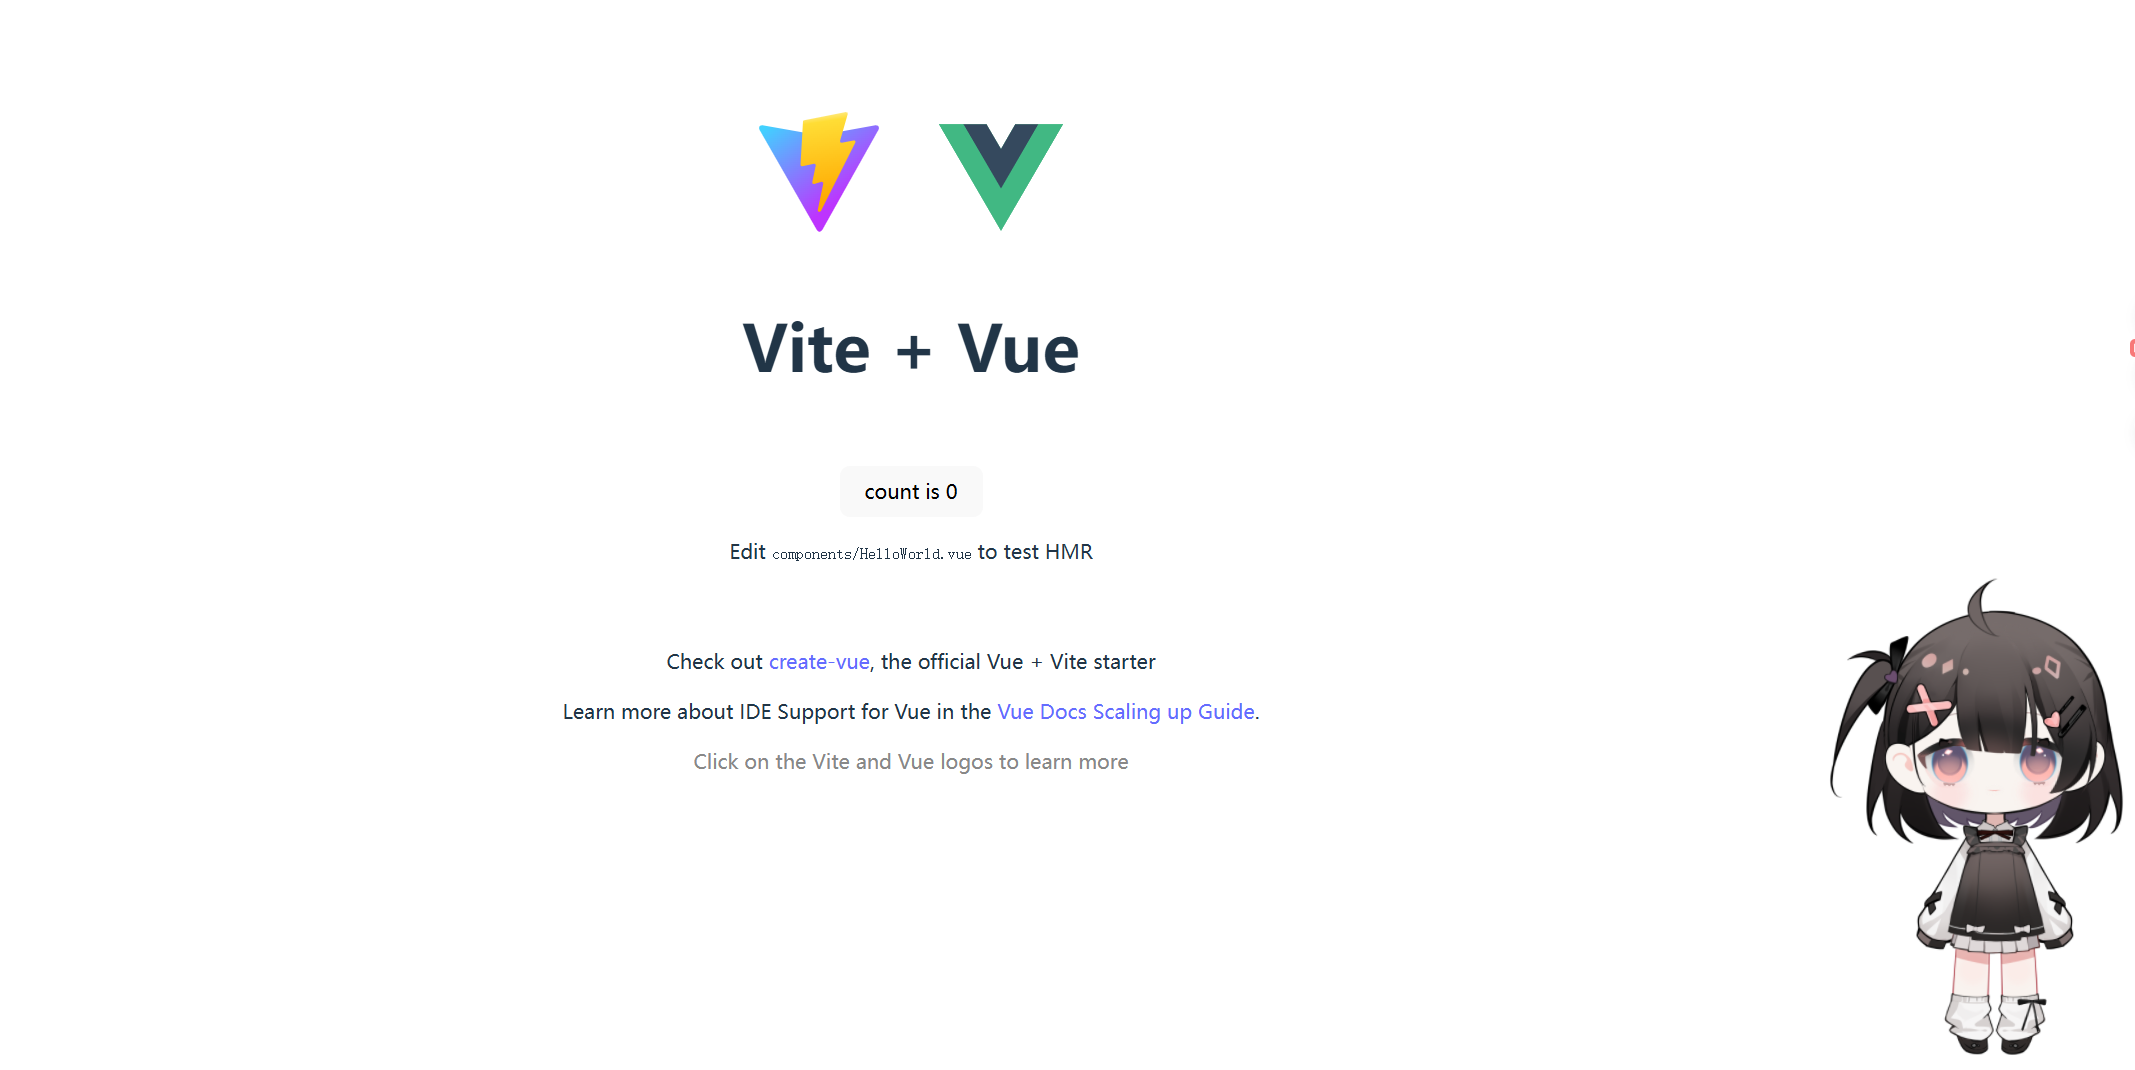 Vite + Vue
count is 0
Edit components/HelloWorld.vue to test HMR
Check out create-vue, the official Vue + Vite starter
Learn more about IDE Support for Vue in the Vue Docs Scaling up Guide.
Click on the Vite and Vue logos to learn more